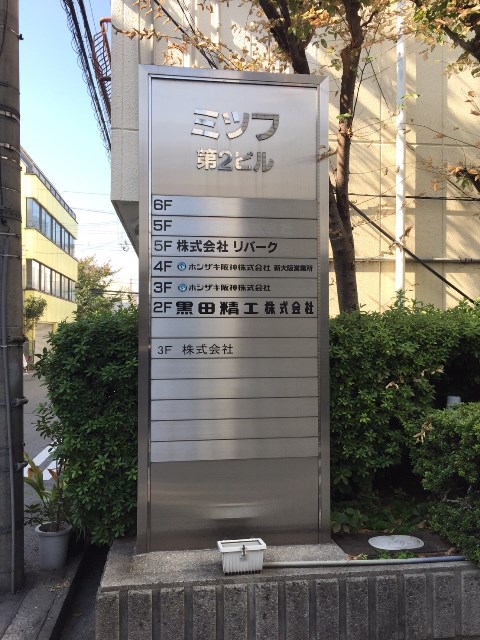 ミツフ
第2ビル
6F
5F
5F 株式会社 リパーク
4F ホシザキ阪神株式会社 新大阪営業所
3F ホシザキ阪神株式会社
2F 黒田精工株式会社
3F 株式会社